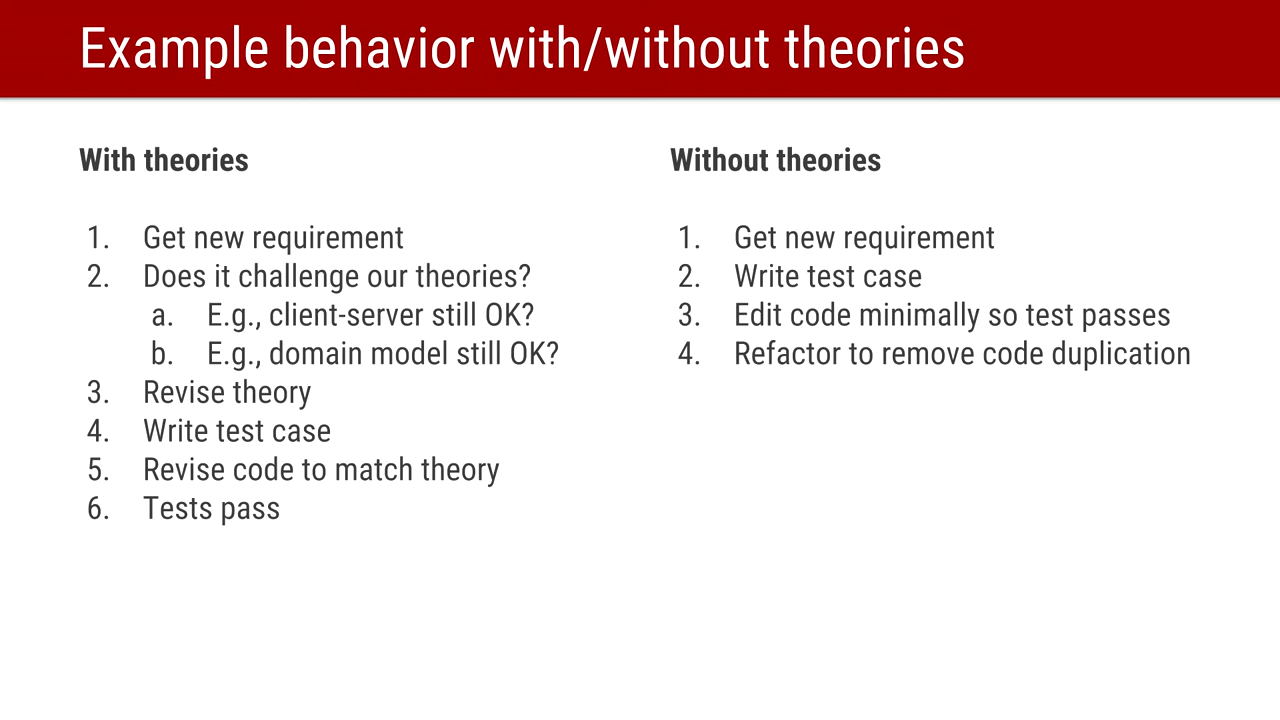 Example behavior with/without theories
With theories
1. Get new requirement
2. Does it challenge our theories?
a. E.g., client-server still OK?
b. E.g., domain model still OK?
3. Revise theory
4. Write test case
5. Revise code to match theory
6. Tests pass
Without theories
1. Get new requirement
2. Write test case
3. Edit code minimally so test passes
4. Refactor to remove code duplication